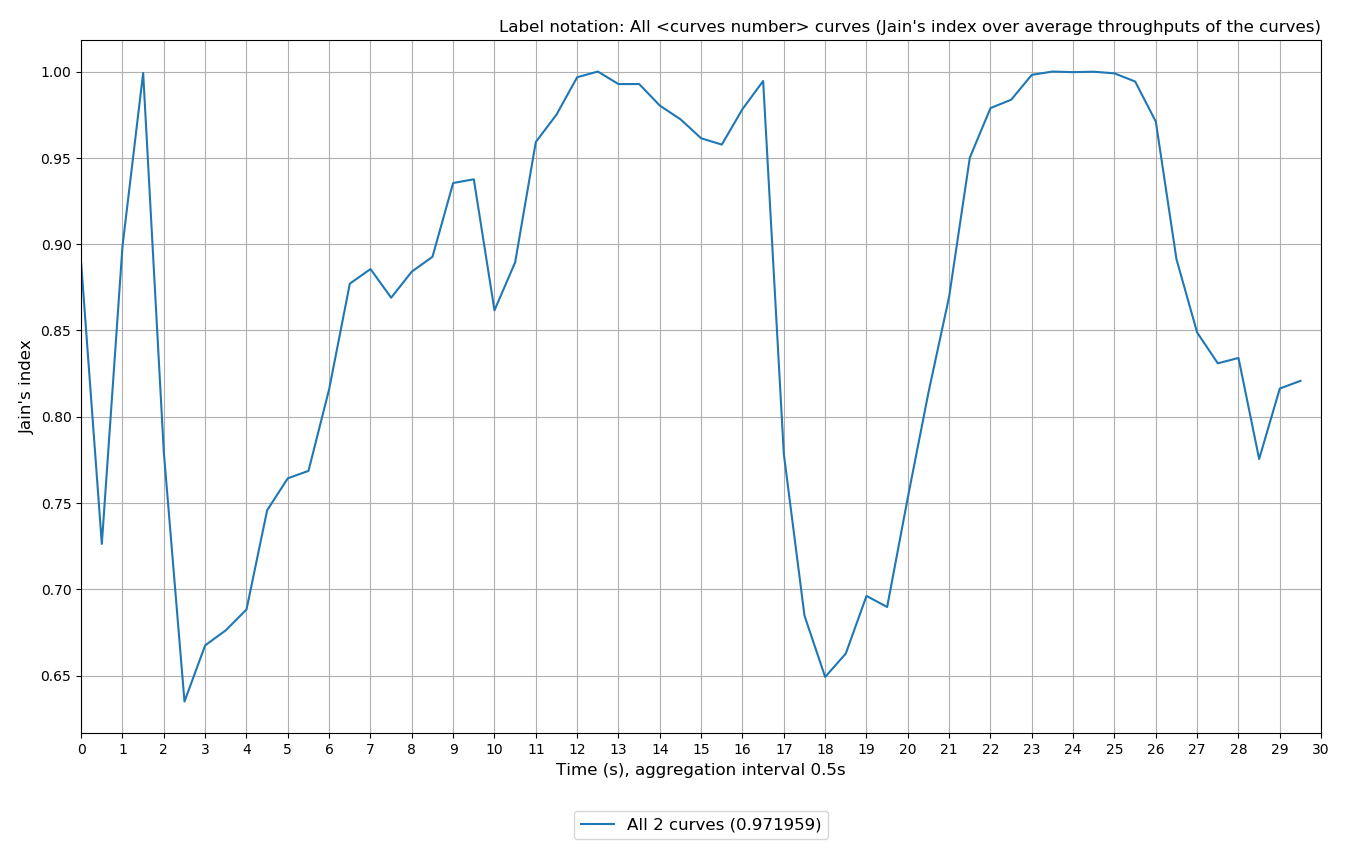 Label notation: All <curves number> curves (Jain's index over average throughputs of the curves)
1.00
0.95
0.90
0.85
0.80
0.75
0.70
0.65
Jain's index
0 1 2 3 4 5 6 7 8 9 10 11 12 13 14 15 16 17 18 19 20 21 22 23 24 25 26 27 28 29 30
Time (s), aggregation interval 0.5s
All 2 curves (0.971959)